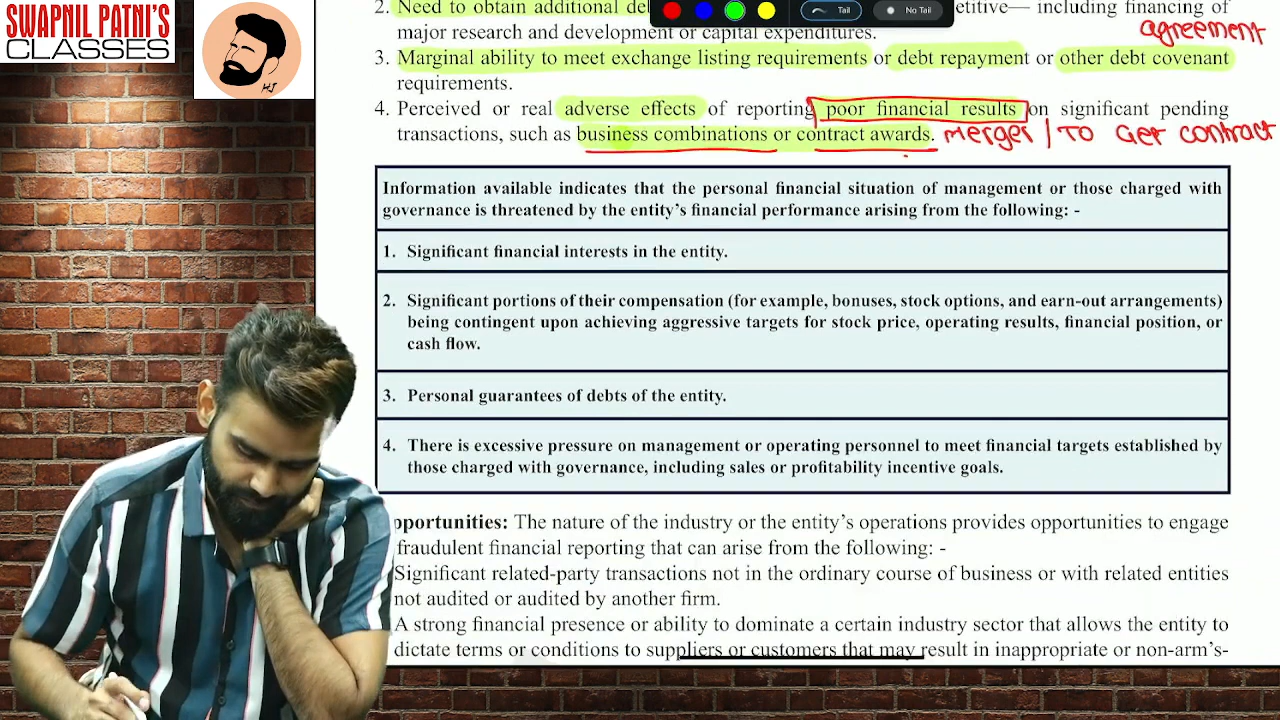 SWAPNIL PATNI'S
CLASSES
HJ
Tail
No Tail
2. Need to obtain additional etitive— including financing of
major research and development or capital expenditures.
agreement
3. Marginal ability to meet exchange listing requirements or debt repayment or other debt covenant
requirements.
4. Perceived or real adverse effects of reporting poor financial results on significant pending
transactions, such as business combinations or contract awards. Merger | To Get contract
Information available indicates that the personal financial situation of management or those charged with
governance is threatened by the entity's financial performance arising from the following: -
1. Significant financial interests in the entity.
2. Significant portions of their compensation (for example, bonuses, stock options, and earn-out arrangements)
being contingent upon achieving aggressive targets for stock price, operating results, financial position, or
cash flow.
3. Personal guarantees of debts of the entity.
4. There is excessive pressure on management or operating personnel to meet financial targets established by
those charged with governance, including sales or profitability incentive goals.
pportunities: The nature of the industry or the entity's operations provides opportunities to engage
fraudulent financial reporting that can arise from the following: -
Significant related-party transactions not in the ordinary course of business or with related entities
not audited or audited by another firm.
A strong financial presence or ability to dominate a certain industry sector that allows the entity to
dictate terms or conditions to suppliers or customers that may result in inappropriate or non-arm's-